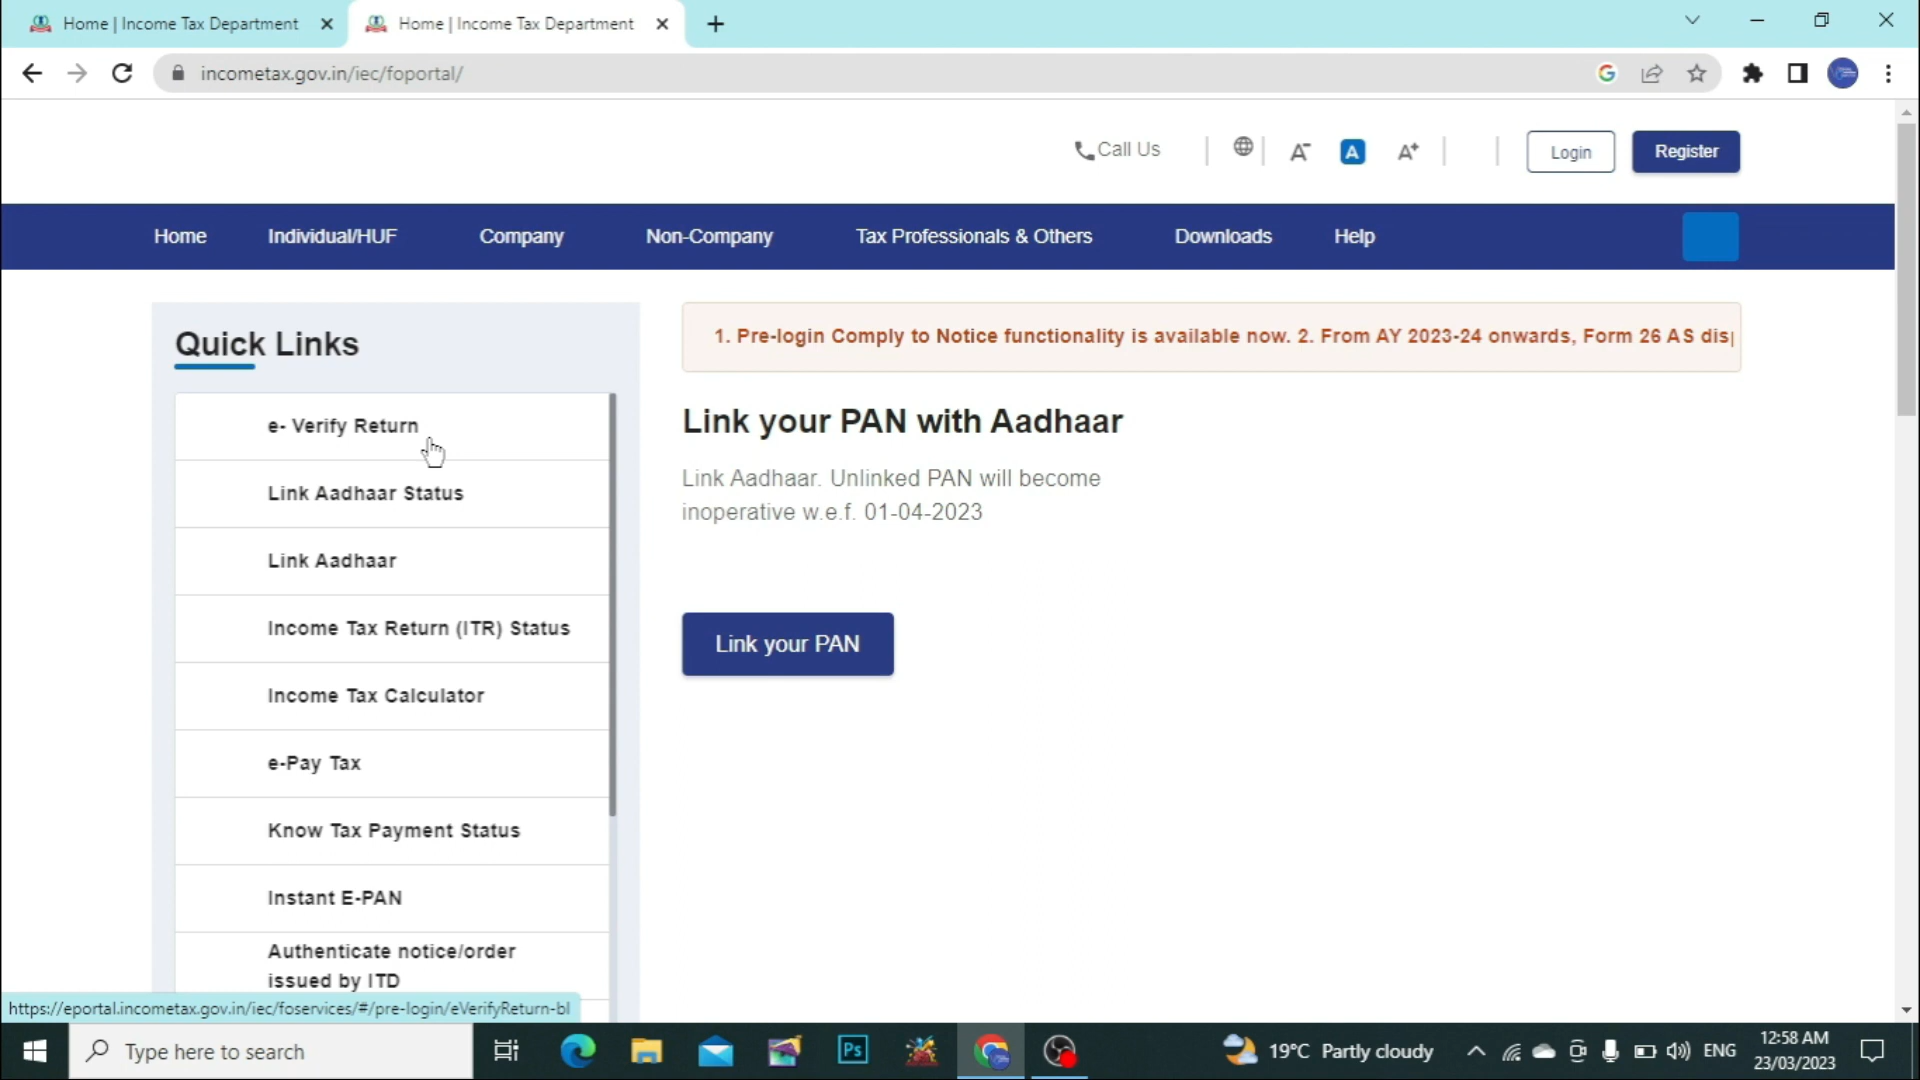 Home | Income Tax Department
Home | Income Tax Department
incometax.gov.in/iec/foportal/
Call Us
A-
A
A+
Login
Register
Home
Individual/HUF
Company
Non-Company
Tax Professionals & Others
Downloads
Help
Quick Links
e- Verify Return
Link Aadhaar Status
Link Aadhaar
Income Tax Return (ITR) Status
Income Tax Calculator
e-Pay Tax
Know Tax Payment Status
Instant E-PAN
Authenticate notice/order
issued by ITD
1. Pre-login Comply to Notice functionality is available now. 2. From AY 2023-24 onwards, Form 26 AS disp
Link your PAN with Aadhaar
Link Aadhaar. Unlinked PAN will become
inoperative w.e.f. 01-04-2023
Link your PAN
https://eportal.incometax.gov.in/iec/foservices/#/pre-login/eVerifyReturn-bl
Type here to search
Ps
19°C Partly cloudy
ENG
12:58 AM
23/03/2023